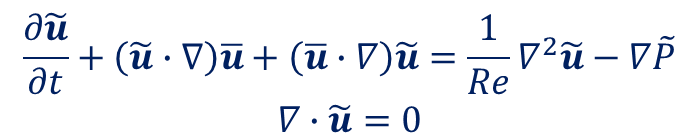 ∂ũ/∂t + (ũ · ∇)ū + (ū · ∇)ũ = 1/Re ∇²ũ − ∇P̃
∇ · ũ = 0